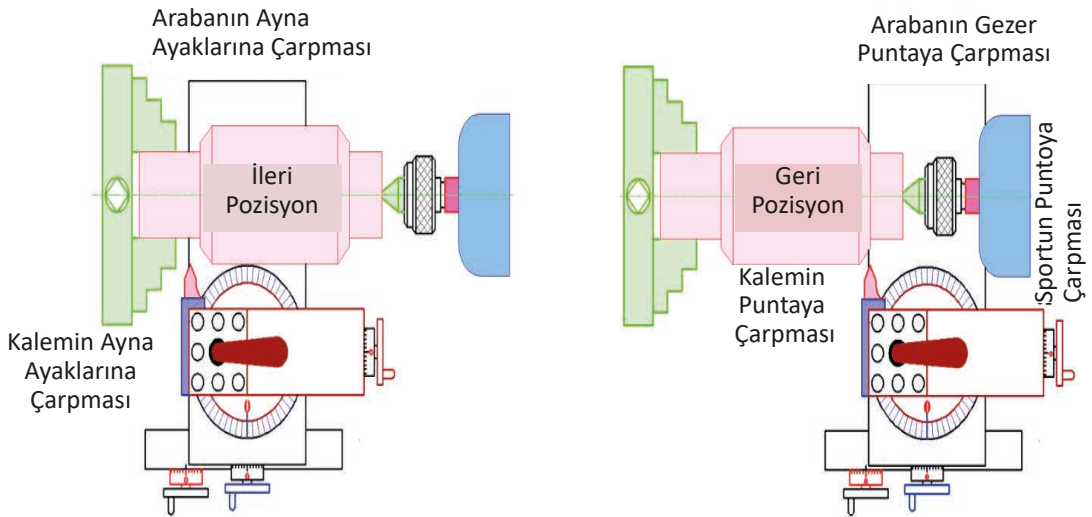 Arabanın Ayna
Ayaklarına Çarpması
İleri
Pozisyon
Kalemin Ayna
Ayaklarına
Çarpması
Arabanın Gezer
Puntaya Çarpması
Geri
Pozisyon
Kalemin
Puntaya
Çarpması
Sportun Puntoya
Çarpması